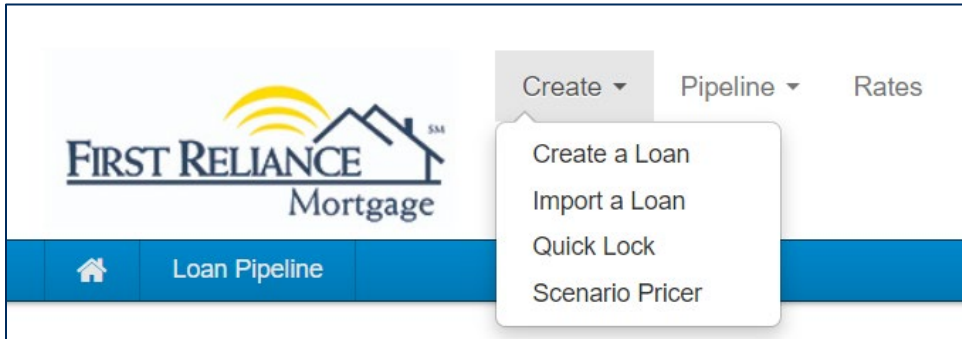 Create Pipeline Rates
FIRST RELIANCE SM
Mortgage
Create a Loan
Import a Loan
Quick Lock
Scenario Pricer
Loan Pipeline